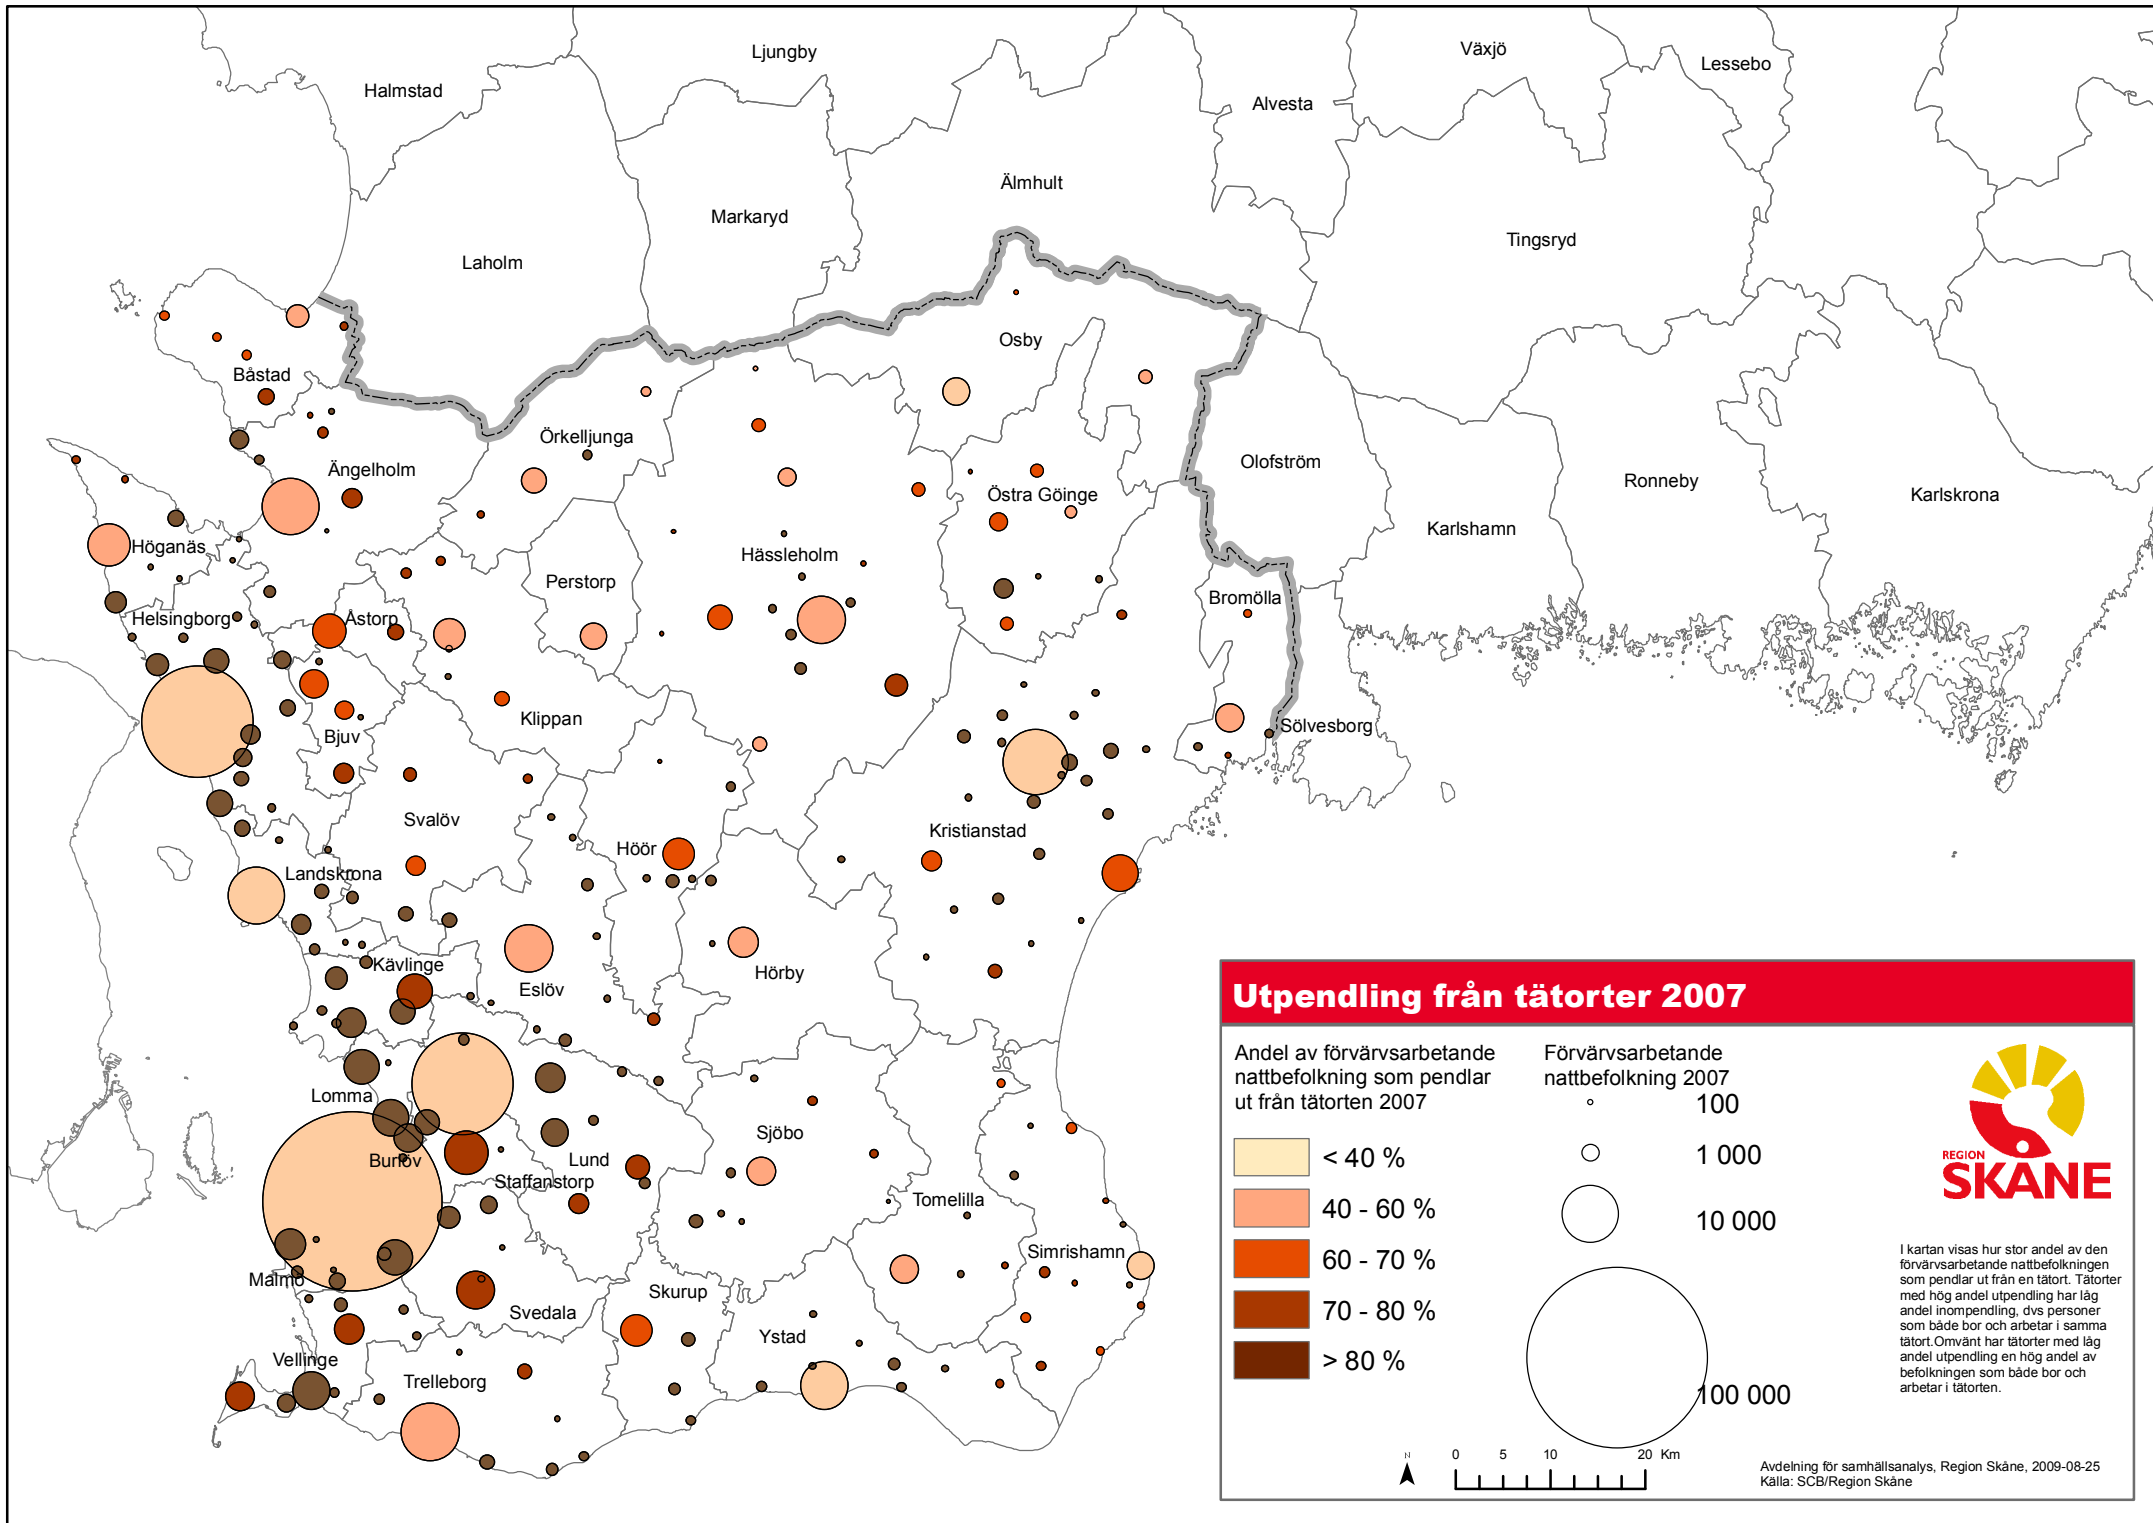 Ljungby
Växjö
Lessebo
Halmstad
Alvesta
Älmhult
Markaryd
Tingsryd
Laholm
Osby
Båstad
Örkelljunga
Olofström
Ängelholm
Ronneby
Östra Göinge
Karlskrona
Karlshamn
Höganäs
Hässleholm
Perstorp
Bromölla
Helsingborg
Åstorp
Klippan
Sölvesborg
Bjuv
Svalöv
Kristianstad
Höör
Landskrona
Kävlinge
Hörby
Eslöv
Lomma
Sjöbo
Burlöv
Lund
Staffanstorp
Tomelilla
Simrishamn
Malmö
Skurup
Svedala
Ystad
Vellinge
Trelleborg
Utpendling från tätorter 2007
Andel av förvärvsarbetande
nattbefolkning som pendlar
ut från tätorten 2007
< 40 %
40 - 60 %
60 - 70 %
70 - 80 %
> 80 %
Förvärvsarbetande
nattbefolkning 2007
100
1 000
10 000
100 000
REGION
SKÅNE
I kartan visas hur stor andel av den
förvärvsarbetande nattbefolkningen
som pendlar ut från en tätort. Tätorter
med hög andel utpendling har låg
andel inompendling, dvs personer
som både bor och arbetar i samma
tätort.Omvänt har tätorter med låg
andel utpendling en hög andel av
befolkningen som både bor och
arbetar i tätorten.
N
0 5 10 20 Km
Avdelning för samhällsanalys, Region Skåne, 2009-08-25
Källa: SCB/Region Skåne